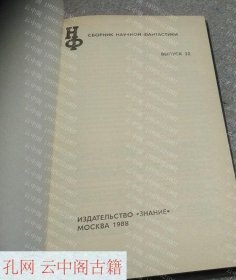 НФ
СБОРНИК НАУЧНОЙ ФАНТАСТИКИ
ВЫПУСК 32
ИЗДАТЕЛЬСТВО «ЗНАНИЕ»
МОСКВА 1988
孔网 云中阁古籍